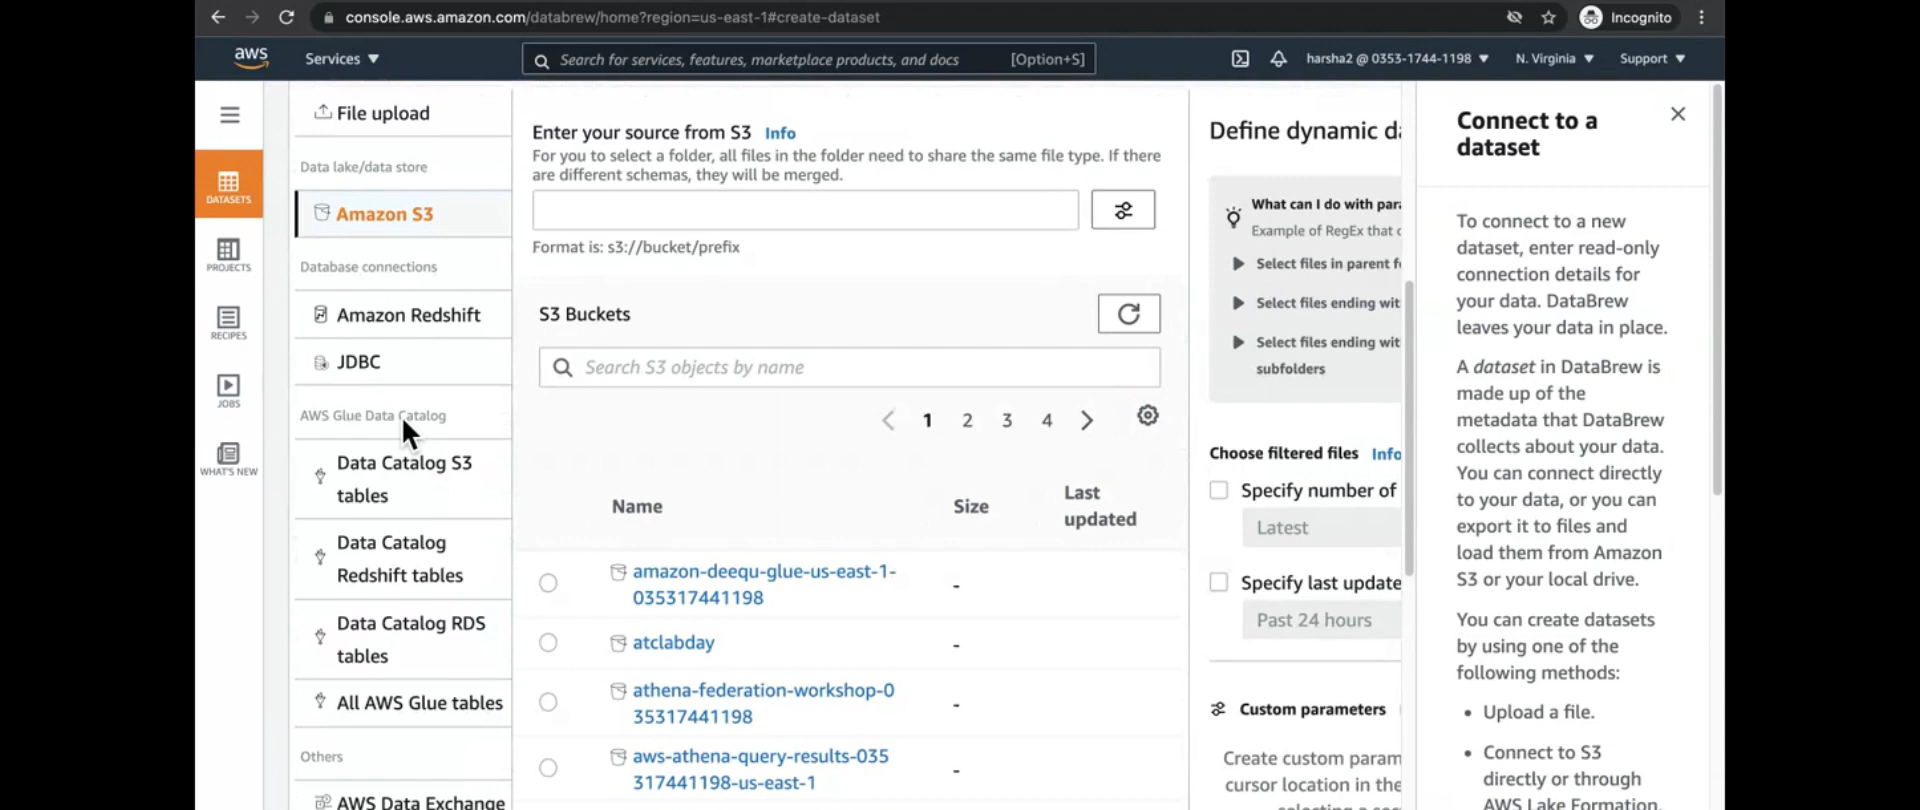 console.aws.amazon.com/databrew/home?region=us-east-1#create-dataset
Incognito
aws
Services ▼
Search for services, features, marketplace products, and docs
[Option+S]
harsha2 @ 0353-1744-1198 ▼
N. Virginia ▼
Support ▼
DATASETS
PROJECTS
RECIPES
JOBS
WHAT'S NEW
File upload
Data lake/data store
Amazon S3
Database connections
Amazon Redshift
JDBC
AWS Glue Data Catalog
Data Catalog S3
tables
Data Catalog
Redshift tables
Data Catalog RDS
tables
All AWS Glue tables
Others
AWS Data Exchange
Enter your source from S3 Info
For you to select a folder, all files in the folder need to share the same file type. If there
are different schemas, they will be merged.
Format is: s3://bucket/prefix
S3 Buckets
Search S3 objects by name
1 2 3 4
Name Size Last
updated
amazon-deequ-glue-us-east-1-
035317441198
-
atclabday
-
athena-federation-workshop-0
35317441198
-
aws-athena-query-results-035
317441198-us-east-1
-
Define dynamic da
What can I do with para
Example of RegEx that c
Select files in parent f
Select files ending wit
Select files ending wit
subfolders
Choose filtered files Info
Specify number of
Latest
Specify last update
Past 24 hours
Custom parameters
Create custom param
cursor location in the
selecting a
Connect to a
dataset
To connect to a new
dataset, enter read-only
connection details for
your data. DataBrew
leaves your data in place.
A dataset in DataBrew is
made up of the
metadata that DataBrew
collects about your data.
You can connect directly
to your data, or you can
export it to files and
load them from Amazon
S3 or your local drive.
You can create datasets
by using one of the
following methods:
• Upload a file.
• Connect to S3
directly or through
AWS Lake Formation.